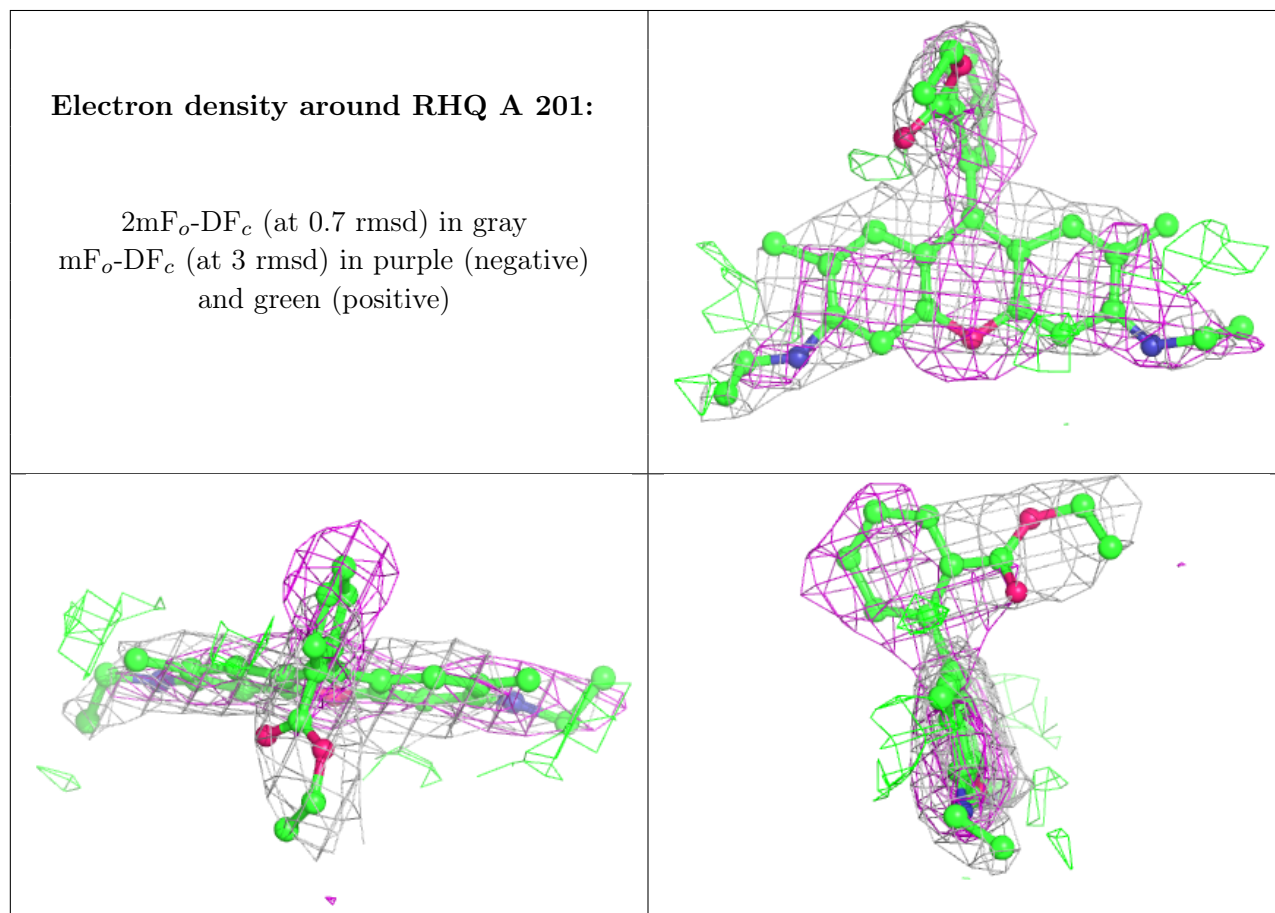 Electron density around RHQ A 201:
2mFo-DFc (at 0.7 rmsd) in gray
mFo-DFc (at 3 rmsd) in purple (negative)
and green (positive)